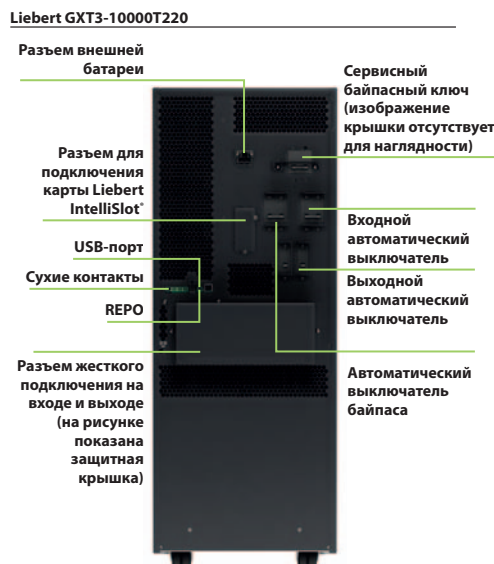 Liebert GXT3-10000T220
Разъем внешней
батареи
Сервисный
байпасный ключ
(изображение
крышки отсутствует
для наглядности)
Разъем для
подключения
карты Liebert
IntelliSlot®
USB-порт
Сухие контакты
REPO
Разъем жесткого
подключения на
входе и выходе
(на рисунке
показана
защитная
крышка)
Входной
автоматический
выключатель
Выходной
автоматический
выключатель
Автоматический
выключатель
байпаса